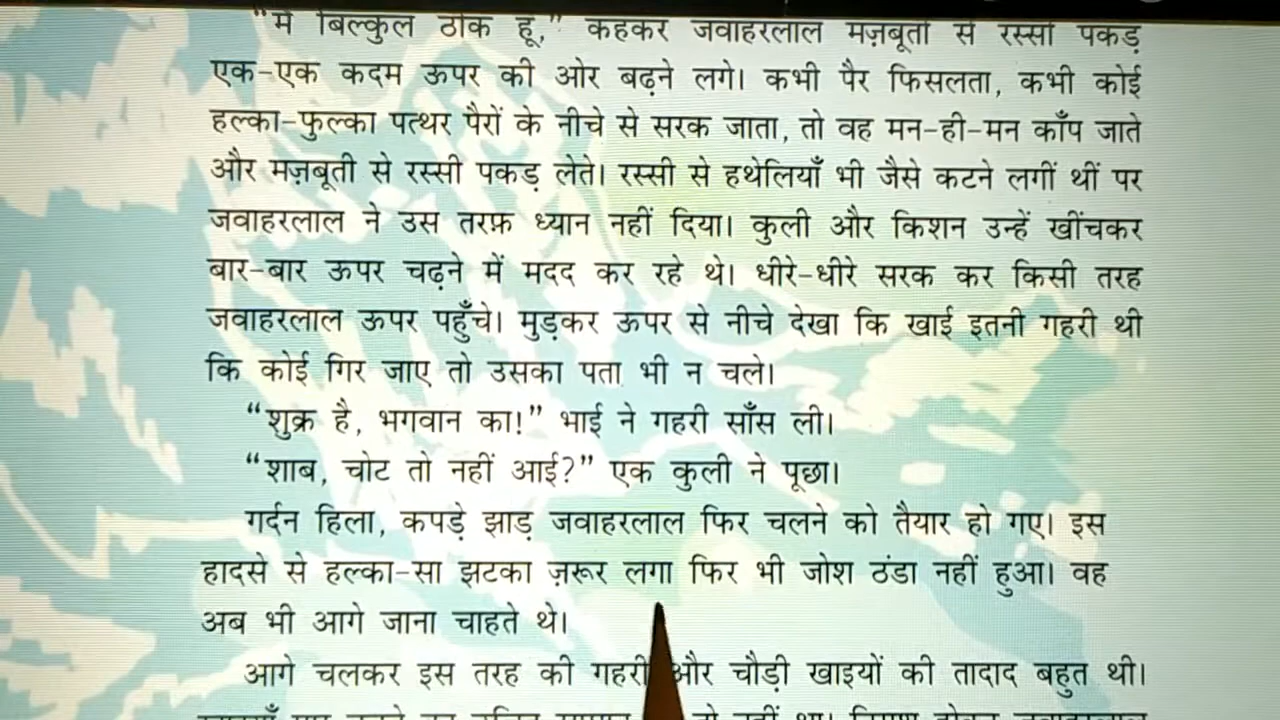 “मैं बिल्कुल ठीक हूँ,” कहकर जवाहरलाल मज़बूती से रस्सी पकड़
एक-एक कदम ऊपर की ओर बढ़ने लगे। कभी पैर फिसलता, कभी कोई
हल्का-फुल्का पत्थर पैरों के नीचे से सरक जाता, तो वह मन-ही-मन काँप जाते
और मज़बूती से रस्सी पकड़ लेते। रस्सी से हथेलियाँ भी जैसे कटने लगीं थीं पर
जवाहरलाल ने उस तरफ़ ध्यान नहीं दिया। कुली और किशन उन्हें खींचकर
बार-बार ऊपर चढ़ने में मदद कर रहे थे। धीरे-धीरे सरक कर किसी तरह
जवाहरलाल ऊपर पहुँचे। मुड़कर ऊपर से नीचे देखा कि खाई इतनी गहरी थी
कि कोई गिर जाए तो उसका पता भी न चले।
“शुक्र है, भगवान का!” भाई ने गहरी साँस ली।
“शाब, चोट तो नहीं आई?” एक कुली ने पूछा।
गर्दन हिला, कपड़े झाड़ जवाहरलाल फिर चलने को तैयार हो गए। इस
हादसे से हल्का-सा झटका ज़रूर लगा फिर भी जोश ठंडा नहीं हुआ। वह
अब भी आगे जाना चाहते थे।
आगे चलकर इस तरह की गहरी और चौड़ी खाइयों की तादाद बहुत थी।